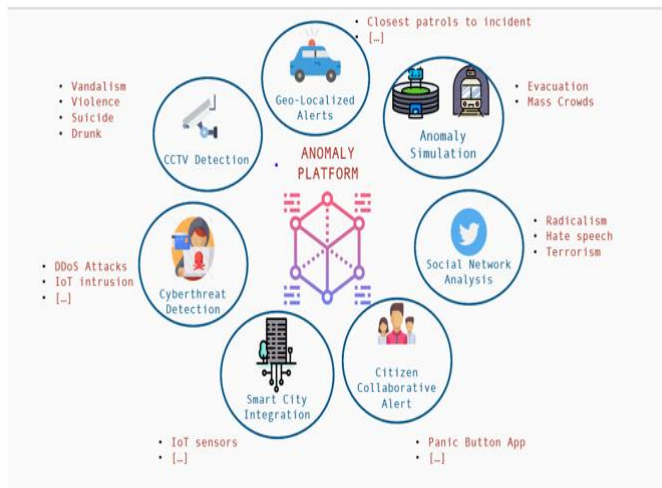 • Closest patrols to incident
• […]
Geo-Localized
Alerts
• Vandalism
• Violence
• Suicide
• Drunk
CCTV Detection
• Evacuation
• Mass Crowds
Anomaly
Simulation
• ANOMALY
PLATFORM
• Radicalism
• Hate speech
• Terrorism
Social Network
Analysis
• DDoS Attacks
• IoT intrusion
• […]
Cyberthreat
Detection
Smart City
Integration
Citizen
Collaborative
Alert
• IoT sensors
• […]
• Panic Button App
• […]